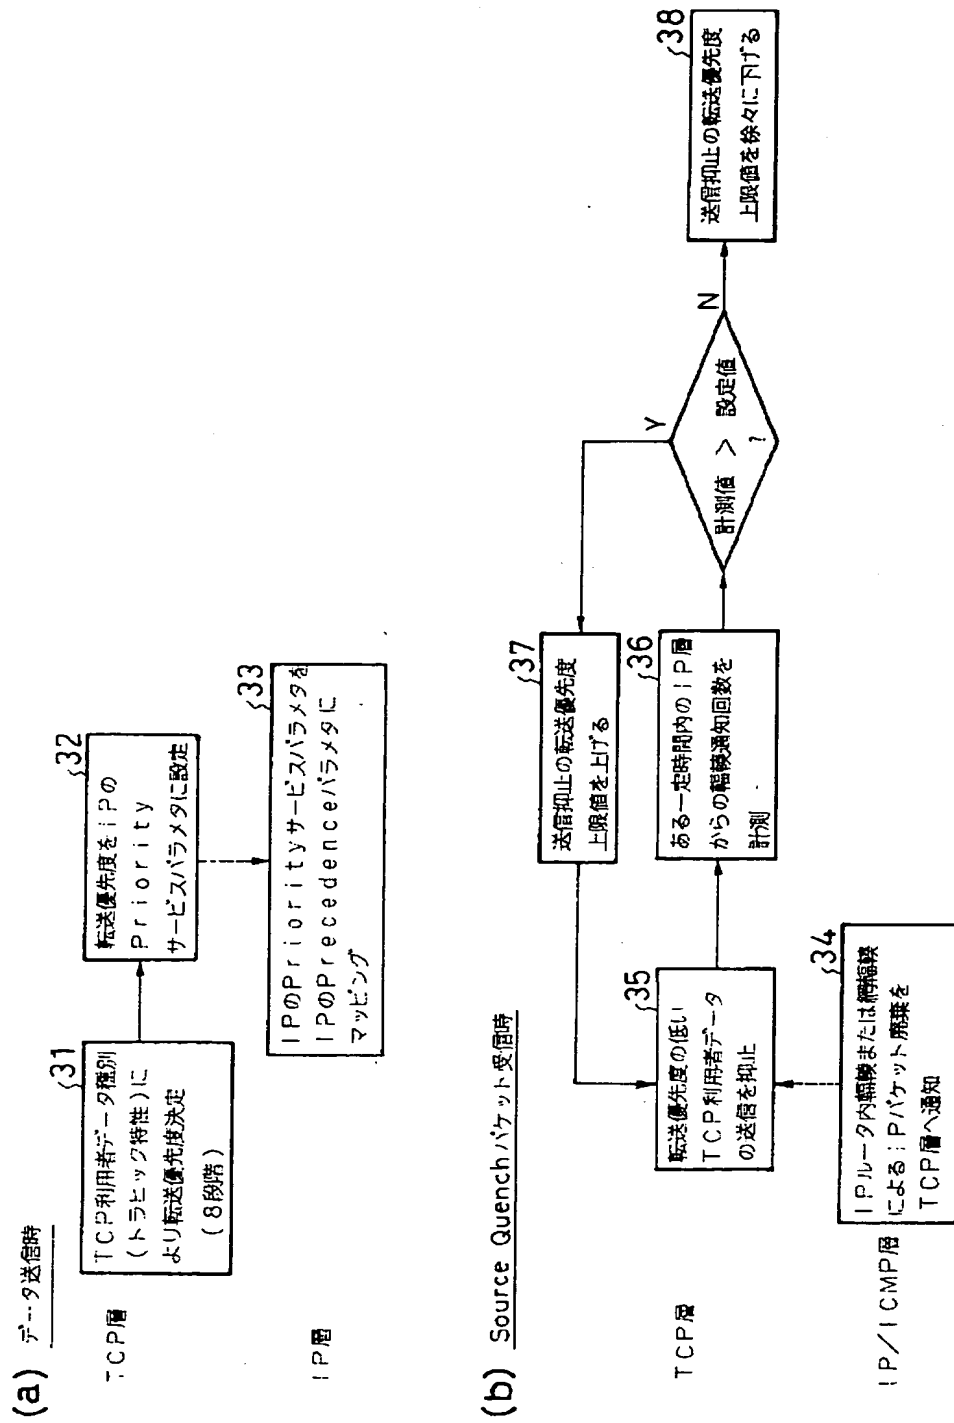 (a) データ送信時
TCP層
31
TCP利用者データ種別
(トラヒック特性)に
より転送優先度決定
(8段階)
32
転送優先度をIPの
Priority
サービスパラメタに設定
IP層
33
IPのPriorityサービスパラメタを
IPのPrecedenceパラメタに
マッピング
(b) Source Quenchパケット受信時
TCP層
35
転送優先度の低い
TCP利用者データ
の送信を抑止
37
送信抑止の転送優先度
上限値を上げる
36
ある一定時間内のIP層
からの輻輳通知回数を
計測
計測値 > 設定値
?
Y
N
38
送信抑止の転送優先度
上限値を徐々に下げる
IP/ICMP層
34
IPルータ内輻輳または網輻輳
によるIPパケット廃棄を
TCP層へ通知